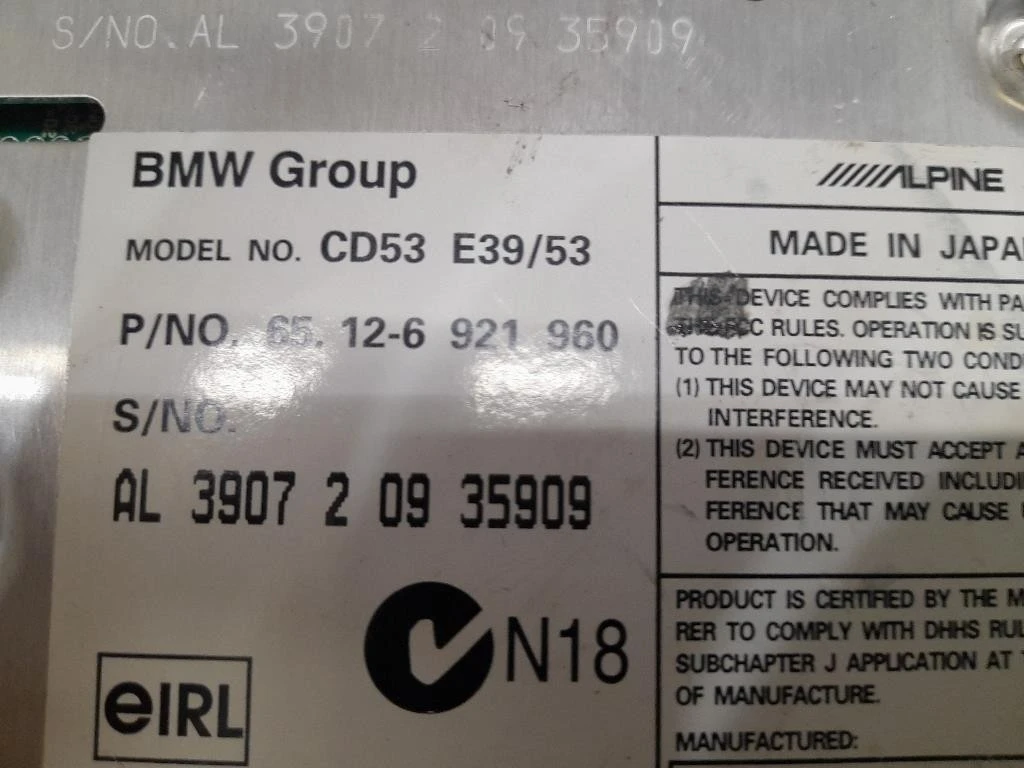 S/NO.AL 3907 2 09 35909
BMW Group
MODEL NO. CD53 E39/53
P/NO. 65. 12-6 921 960
S/NO.
AL 3907 2 09 35909
N18
eIRL
ALPINE
MADE IN JAPA
THIS DEVICE COMPLIES WITH PA
THE FCC RULES. OPERATION IS SU
TO THE FOLLOWING TWO COND
(1) THIS DEVICE MAY NOT CAUSE
INTERFERENCE.
(2) THIS DEVICE MUST ACCEPT A
FERENCE RECEIVED INCLUDI
FERENCE THAT MAY CAUSE
OPERATION.
PRODUCT IS CERTIFIED BY THE M
RER TO COMPLY WITH DHHS RUL
SUBCHAPTER J APPLICATION AT
OF MANUFACTURE.
MANUFACTURED: